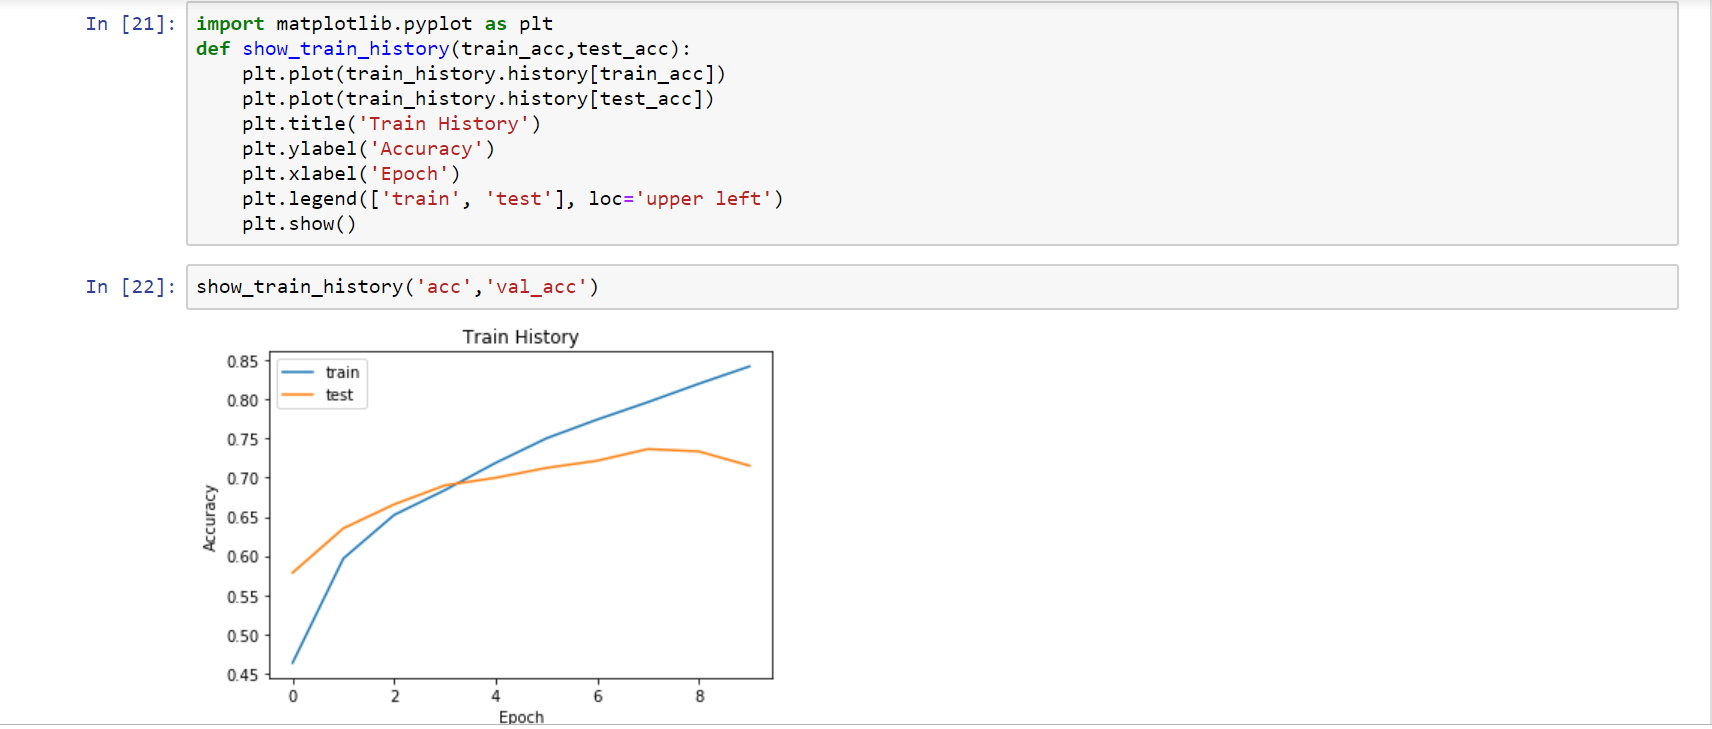 In [21]: import matplotlib.pyplot as plt
def show_train_history(train_acc,test_acc):
    plt.plot(train_history.history[train_acc])
    plt.plot(train_history.history[test_acc])
    plt.title('Train History')
    plt.ylabel('Accuracy')
    plt.xlabel('Epoch')
    plt.legend(['train', 'test'], loc='upper left')
    plt.show()
In [22]: show_train_history('acc','val_acc')
Train History
train
test
0.85
0.80
0.75
0.70
0.65
0.60
0.55
0.50
0.45
Accuracy
0 2 4 6 8
Epoch